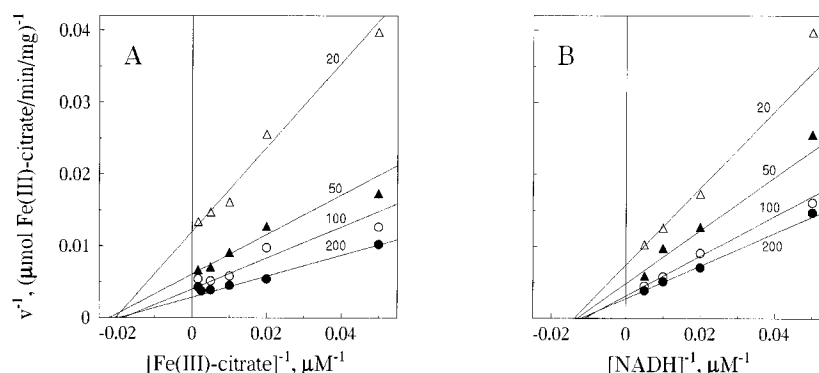 A
B
v⁻¹, (μmol Fe(III)-citrate/min/mg)⁻¹
0.04
0.03
0.02
0.01
0
20
50
100
200
20
50
100
200
-0.02 0 0.02 0.04
-0.02 0 0.02 0.04
[Fe(III)-citrate]⁻¹, μM⁻¹
[NADH]⁻¹, μM⁻¹